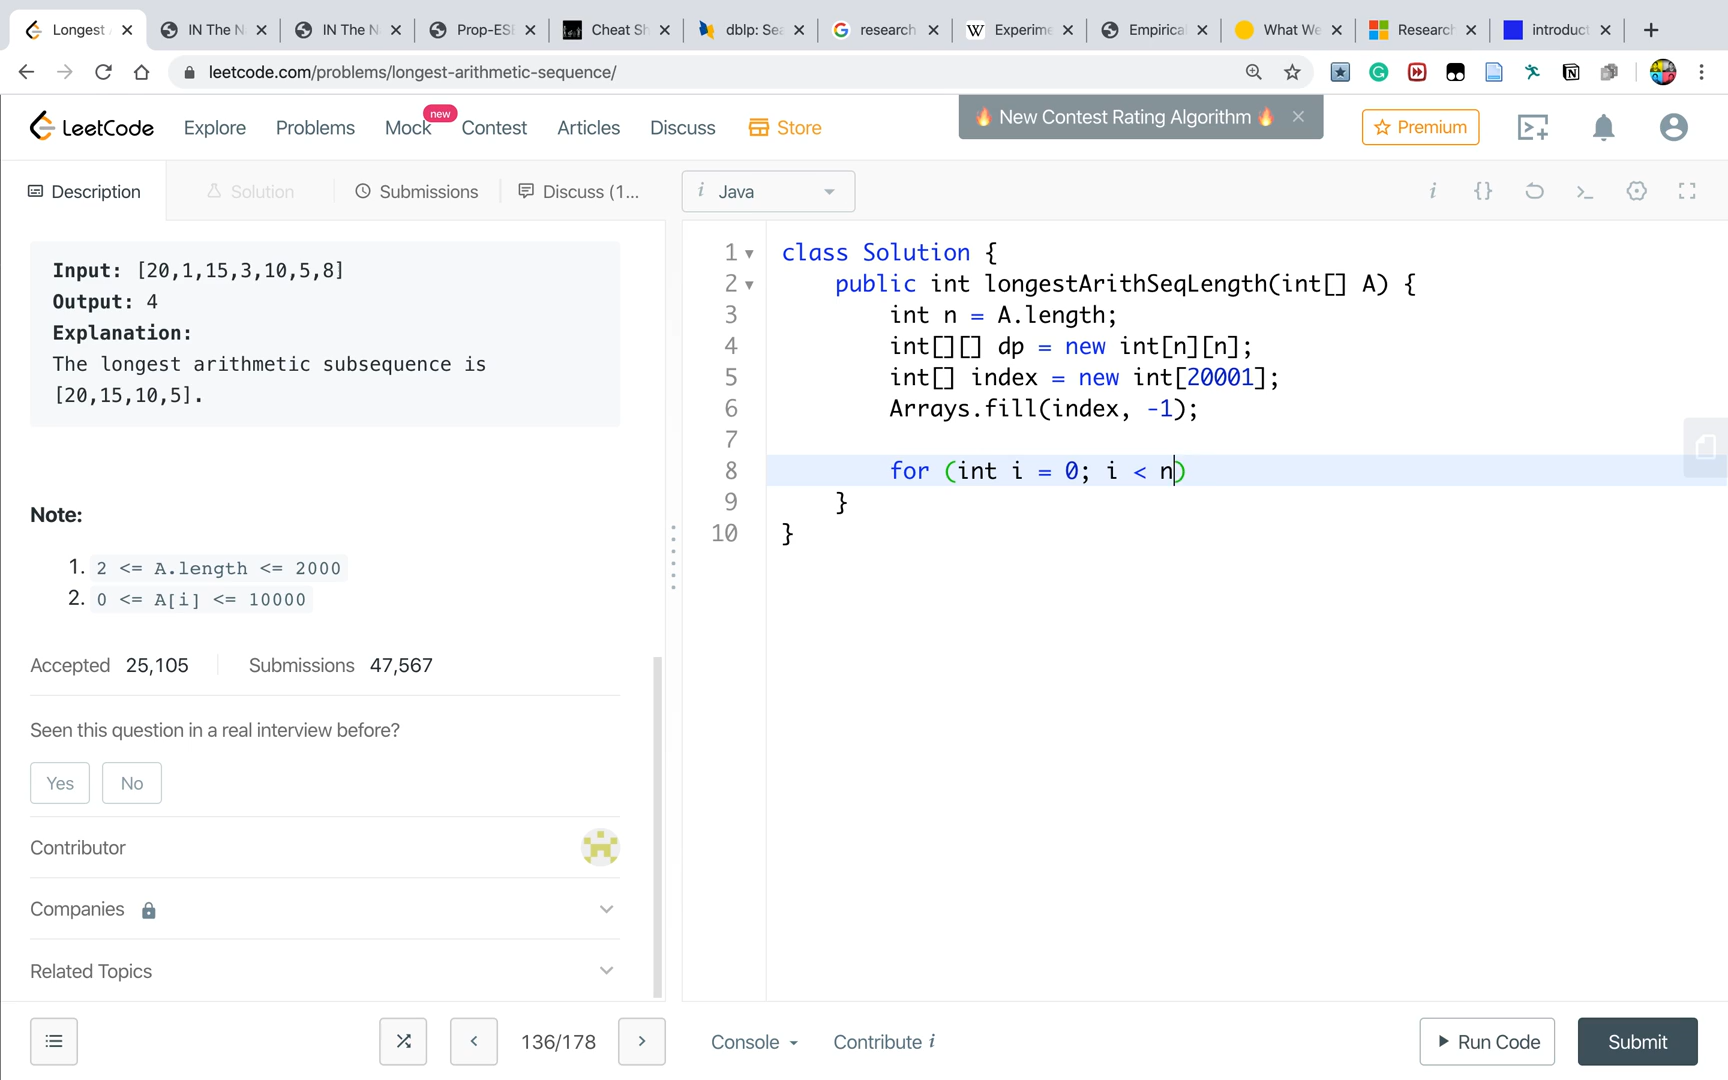 Longest
IN The N
IN The N
Prop-ESE
Cheat Sh
dblp: Sea
research
W Experime
Empirical
What We
Research
introduct
leetcode.com/problems/longest-arithmetic-sequence/
LeetCode
Explore
Problems
Mock
new
Contest
Articles
Discuss
Store
🔥 New Contest Rating Algorithm 🔥
Premium
Description
Solution
Submissions
Discuss (1...
i Java
Input: [20,1,15,3,10,5,8]
Output: 4
Explanation:
The longest arithmetic subsequence is
[20,15,10,5].
Note:
1. 2 <= A.length <= 2000
2. 0 <= A[i] <= 10000
Accepted 25,105 Submissions 47,567
Seen this question in a real interview before?
Yes No
Contributor
Companies
Related Topics
1 class Solution {
2 public int longestArithSeqLength(int[] A) {
3 int n = A.length;
4 int[][] dp = new int[n][n];
5 int[] index = new int[20001];
6 Arrays.fill(index, -1);
7
8 for (int i = 0; i < n)
9 }
10 }
136/178
Console
Contribute i
Run Code
Submit